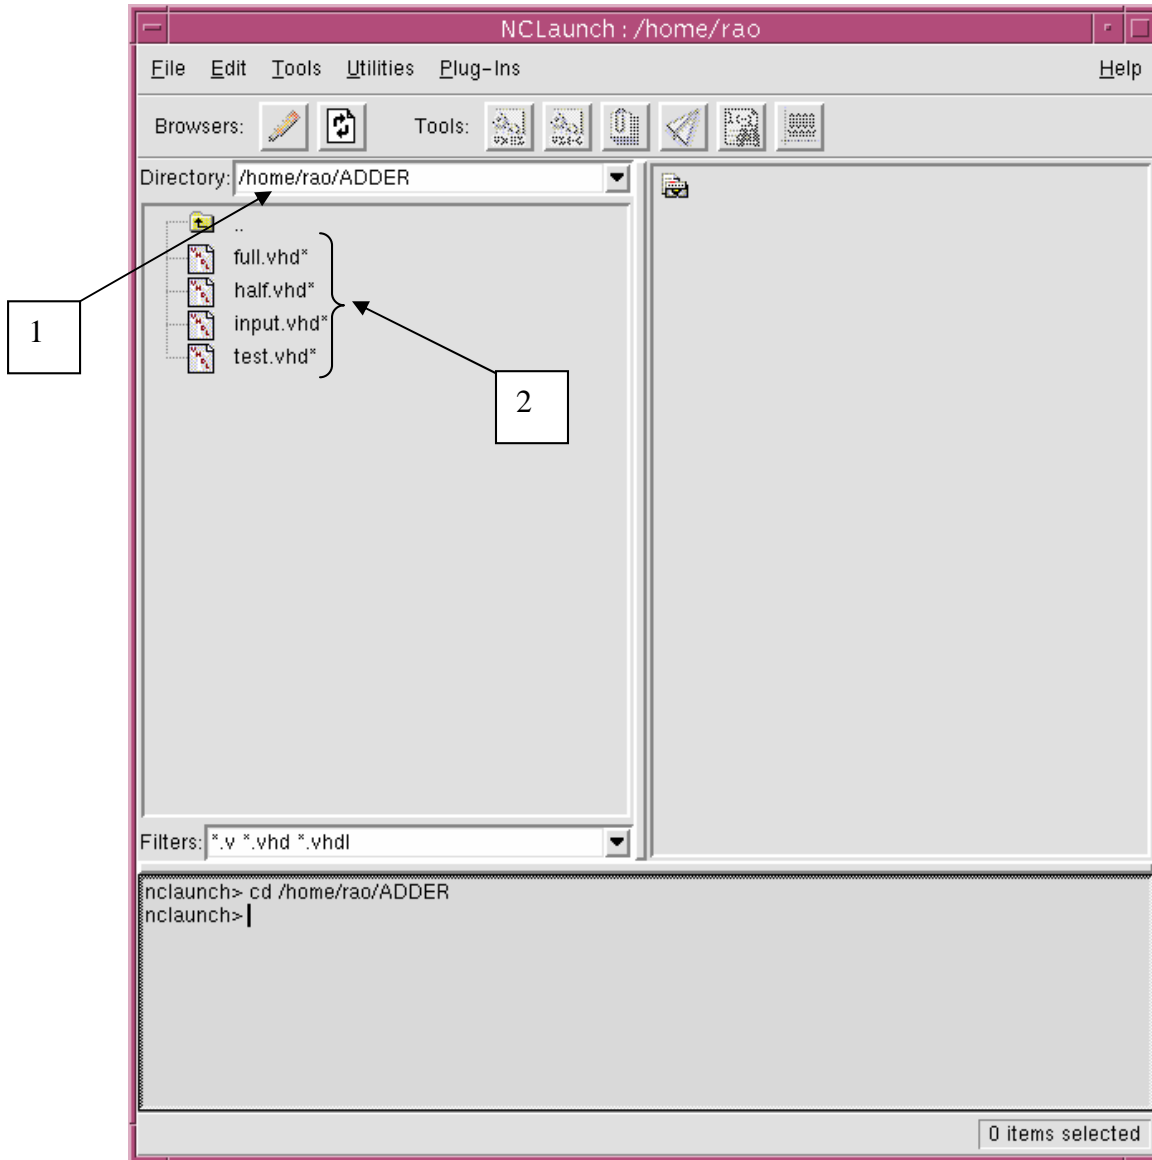 NCLaunch : /home/rao
File Edit Tools Utilities Plug-Ins Help
Browsers: Tools:
Directory: /home/rao/ADDER
..
full.vhd*
half.vhd*
input.vhd*
test.vhd*
1
2
Filters: *.v *.vhd *.vhdl
nclaunch> cd /home/rao/ADDER
nclaunch>
0 items selected